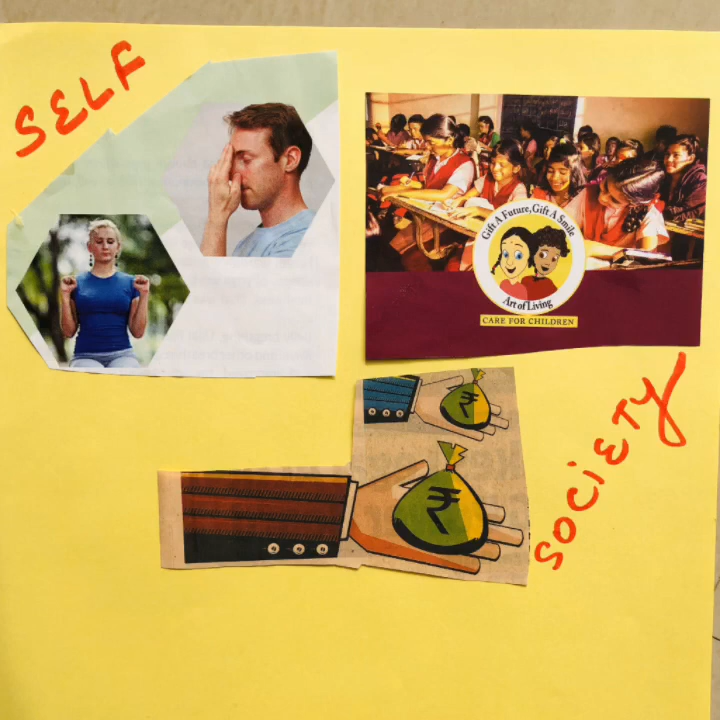 SELF
Gift A Future, Gift A Smile
Art of Living
CARE FOR CHILDREN
₹
₹
SOCIETY